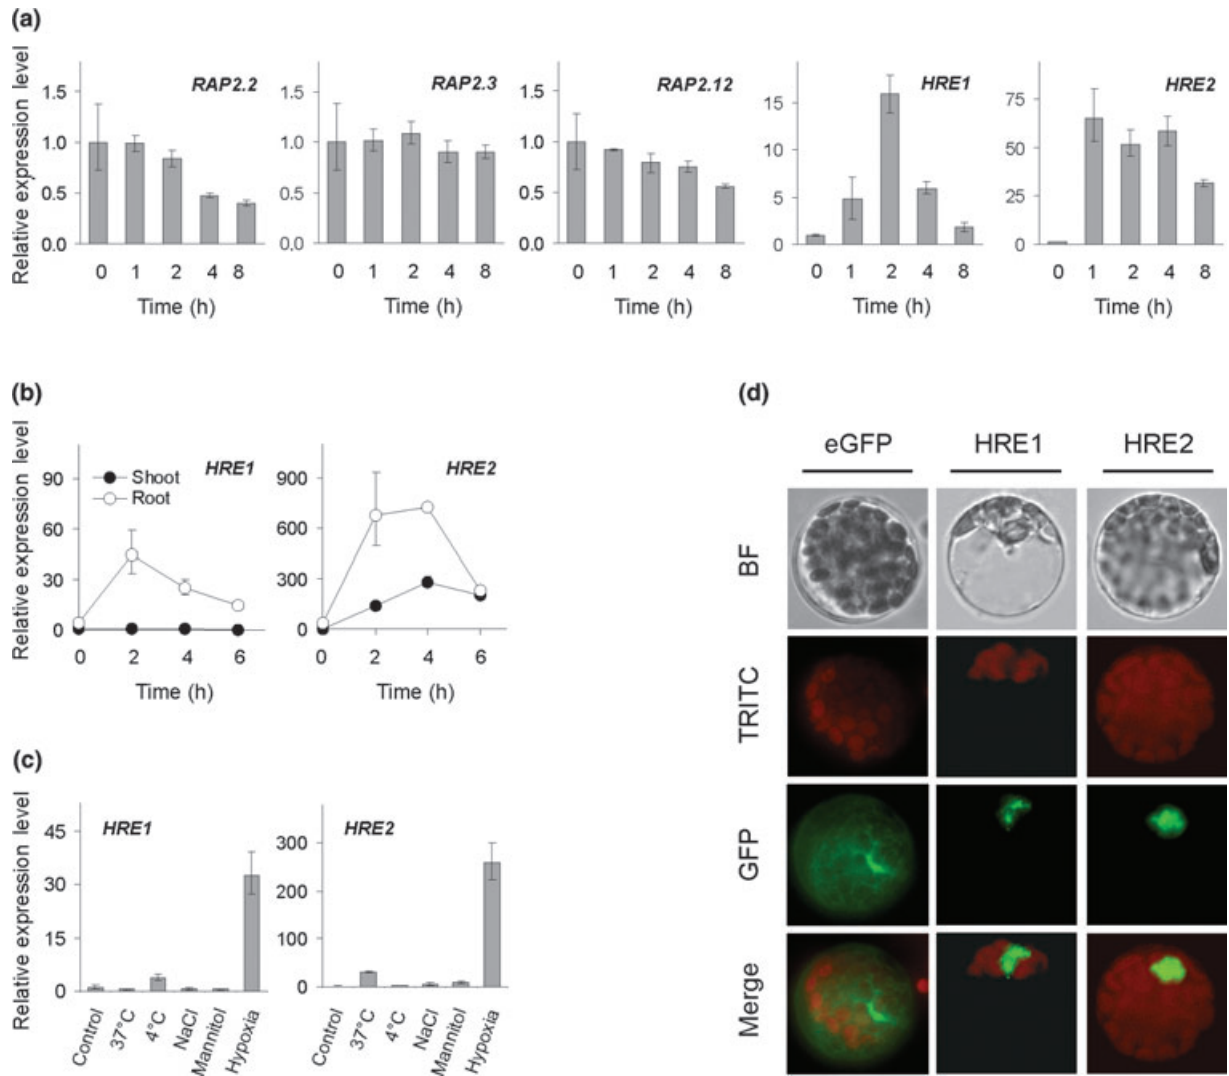 (a)
Relative expression level
RAP2.2
1.5
1.0
0.5
0.0
0 1 2 4 8
Time (h)
RAP2.3
1.5
1.0
0.5
0.0
0 1 2 4 8
Time (h)
RAP2.12
1.5
1.0
0.5
0.0
0 1 2 4 8
Time (h)
HRE1
15
10
5
0
0 1 2 4 8
Time (h)
HRE2
75
50
25
0
0 1 2 4 8
Time (h)
(b)
Relative expression level
HRE1
Shoot
Root
90
60
30
0
0 2 4 6
Time (h)
HRE2
900
600
300
0
0 2 4 6
Time (h)
(c)
Relative expression level
HRE1
45
30
15
0
Control
37°C
4°C
NaCl
Mannitol
Hypoxia
HRE2
300
200
100
0
Control
37°C
4°C
NaCl
Mannitol
Hypoxia
(d)
eGFP HRE1 HRE2
BF
TRITC
GFP
Merge